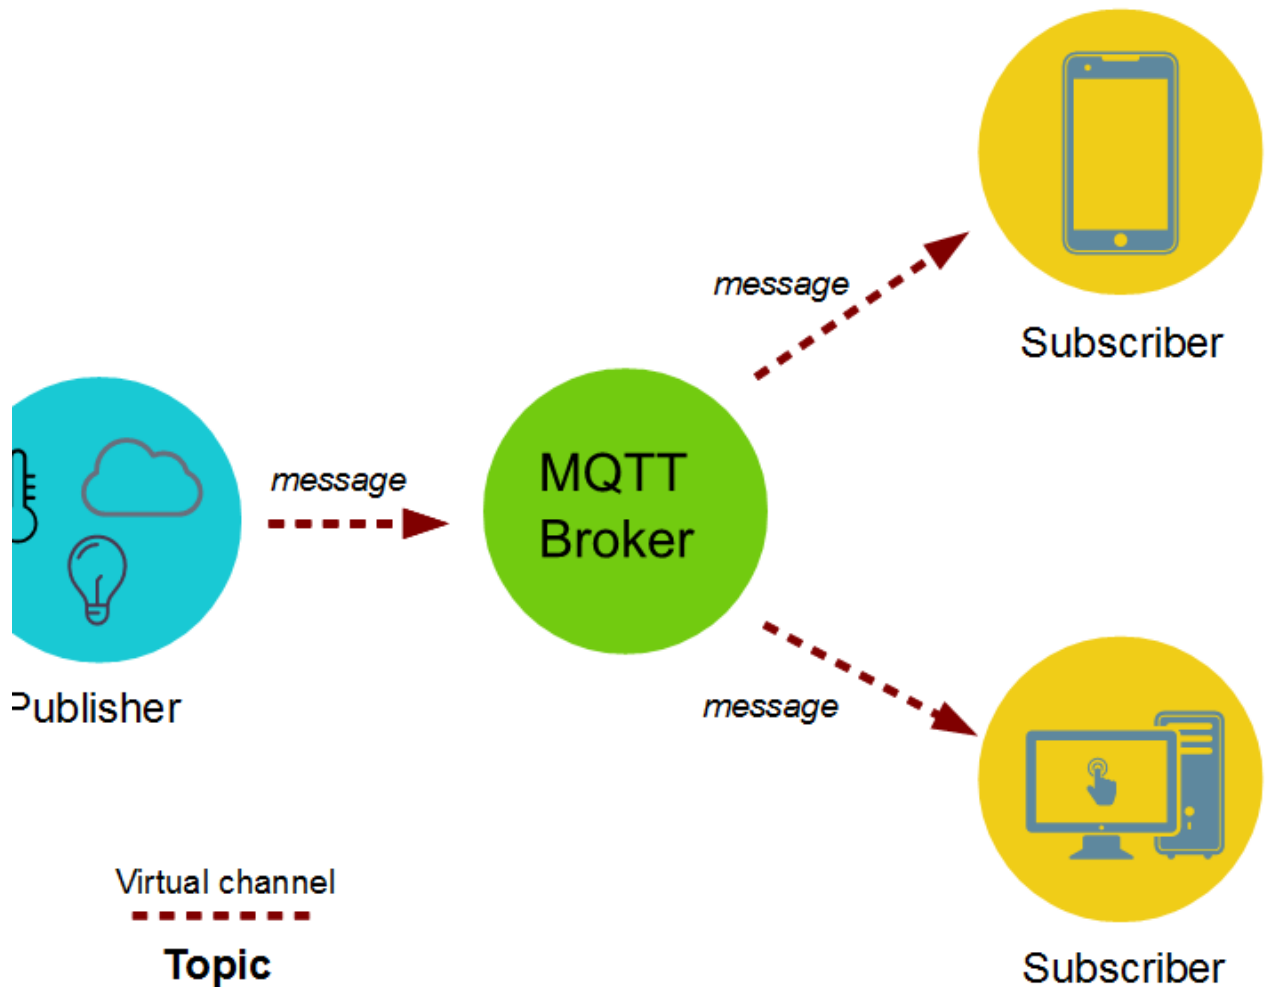 message
Subscriber
message
MQTT
Broker
Publisher
message
Virtual channel
Topic
Subscriber